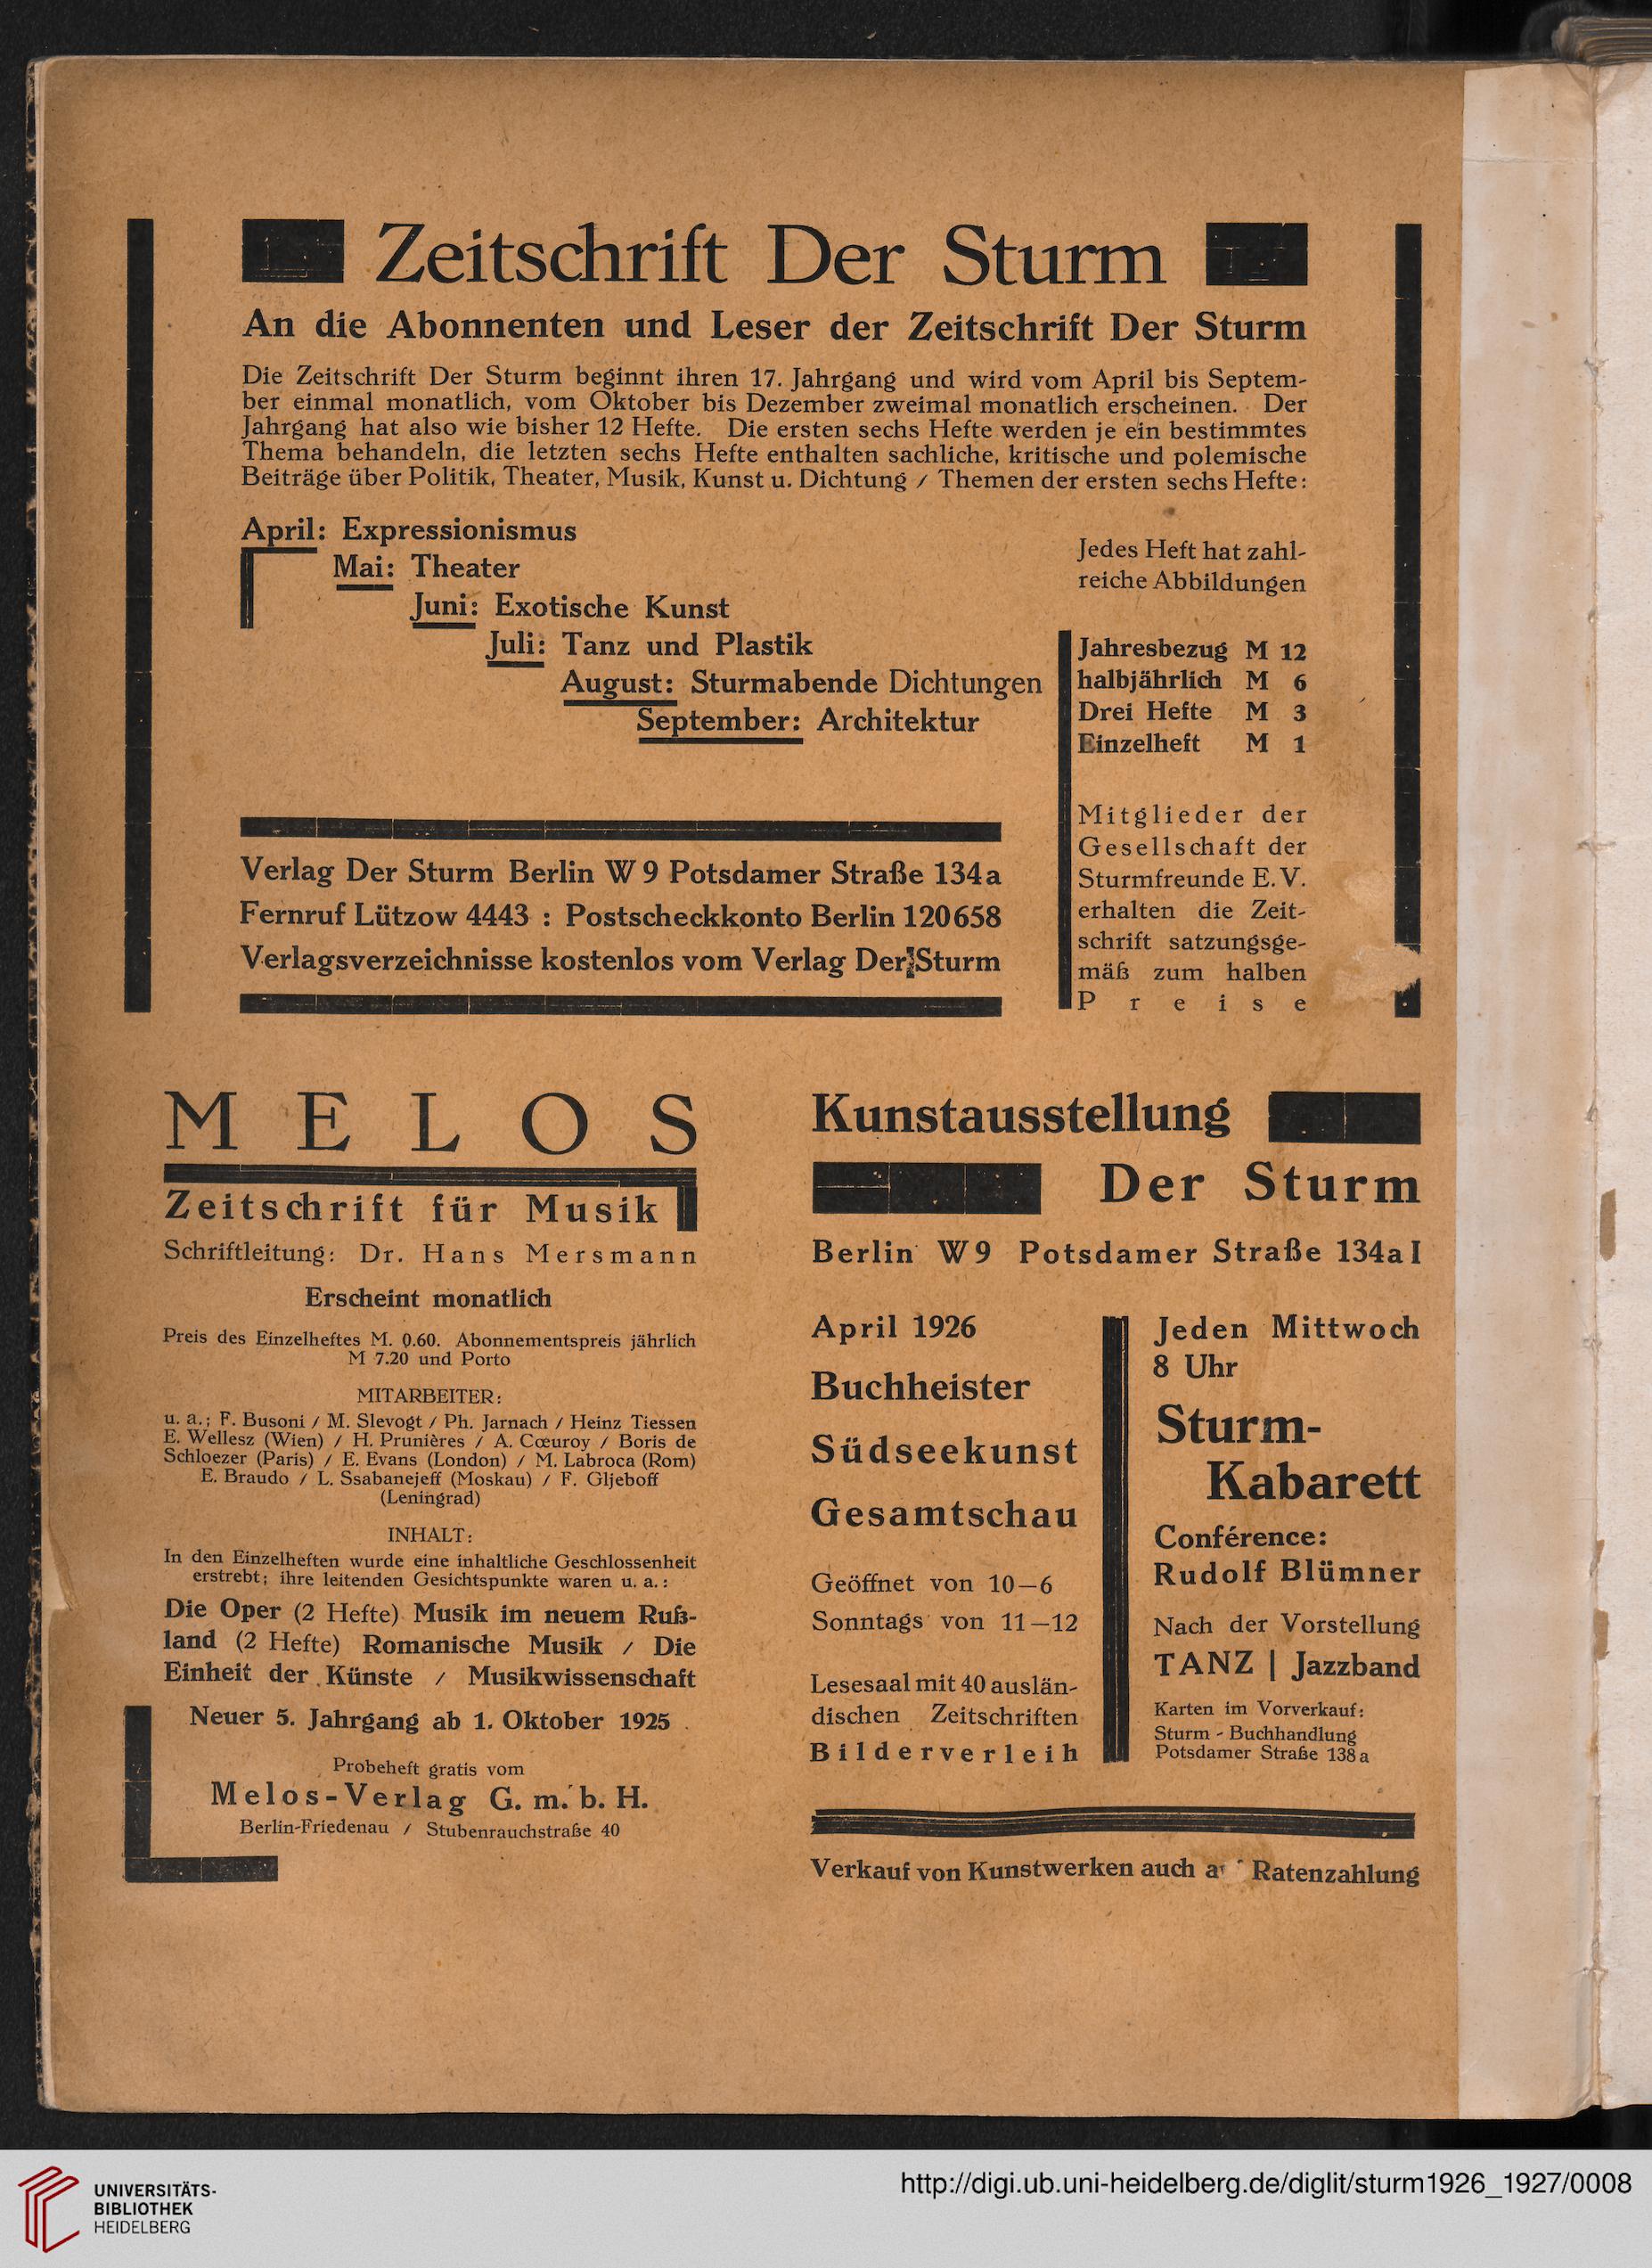 Zeitschrift Der Sturm
An die Abonnenten und Leser der Zeitschrift Der Sturm
Die Zeitschrift Der Sturm beginnt ihren 17. Jahrgang und wird vom April bis Septem-
ber einmal monatlich, vom Oktober bis Dezember zweimal monatlich erscheinen. Der
Jahrgang hat also wie bisher 12 Hefte. Die ersten sechs Hefte werden je ein bestimmtes
Thema behandeln, die letzten sechs Hefte enthalten sachliche, kritische und polemische
Beiträge über Politik, Theater, Musik, Kunst u. Dichtung / Themen der ersten sechs Hefte:
April: Expressionismus
Mai: Theater
Juni: Exotische Kunst
Juli: Tanz und Plastik
August: Sturmabende Dichtungen
September: Architektur
Jedes Heft hat zahl-
reiche Abbildungen
Jahresbezug M 12
halbjährlich M 6
Drei Hefte M 3
Einzelheft M 1
Mitglieder der
Gesellschaft der
Sturmfreunde E.V.
erhalten die Zeit-
schrift satzungsge-
mäß zum halben
Preise
Verlag Der Sturm Berlin W 9 Potsdamer Straße 134a
Fernruf Lützow 4443 : Postscheckkonto Berlin 120658
Verlagsverzeichnisse kostenlos vom Verlag Der Sturm
MELOS
Zeitschrift für Musik
Schriftleitung: Dr. Hans Mersmann
Erscheint monatlich
Preis des Einzelheftes M. 0.60. Abonnementspreis jährlich
M 7.20 und Porto
MITARBEITER:
u. a.; F. Busoni / M. Slevogt / Ph. Jarnach / Heinz Tiessen
E. Wellesz (Wien) / H. Prunières / A. Cœuroy / Boris de
Schloezer (Paris) / E. Evans (London) / M. Labroca (Rom)
E. Braudo / L. Ssabanejeff (Moskau) / F. Gljeboff
(Leningrad)
INHALT:
In den Einzelheften wurde eine inhaltliche Geschlossenheit
erstrebt; ihre leitenden Gesichtspunkte waren u. a.:
Die Oper (2 Hefte) Musik im neuem Ruß-
land (2 Hefte) Romanische Musik / Die
Einheit der Künste / Musikwissenschaft
Neuer 5. Jahrgang ab 1. Oktober 1925
Probeheft gratis vom
Melos-Verlag G. m. b. H.
Berlin-Friedenau / Stubenrauchstraße 40
Kunstausstellung
Der Sturm
Berlin W 9 Potsdamer Straße 134a I
April 1926
Buchheister
Südseekunst
Gesamtschau
Geöffnet von 10—6
Sonntags von 11—12
Lesesaal mit 40 auslän-
dischen Zeitschriften
Bilderverleih
Jeden Mittwoch
8 Uhr
Sturm-
Kabarett
Conférence:
Rudolf Blümner
Nach der Vorstellung
TANZ | Jazzband
Karten im Vorverkauf:
Sturm - Buchhandlung
Potsdamer Straße 138a
Verkauf von Kunstwerken auch Ratenzahlung
UNIVERSITÄTS-
BIBLIOTHEK
HEIDELBERG
http://digi.ub.uni-heidelberg.de/diglit/sturm1926_1927/0008